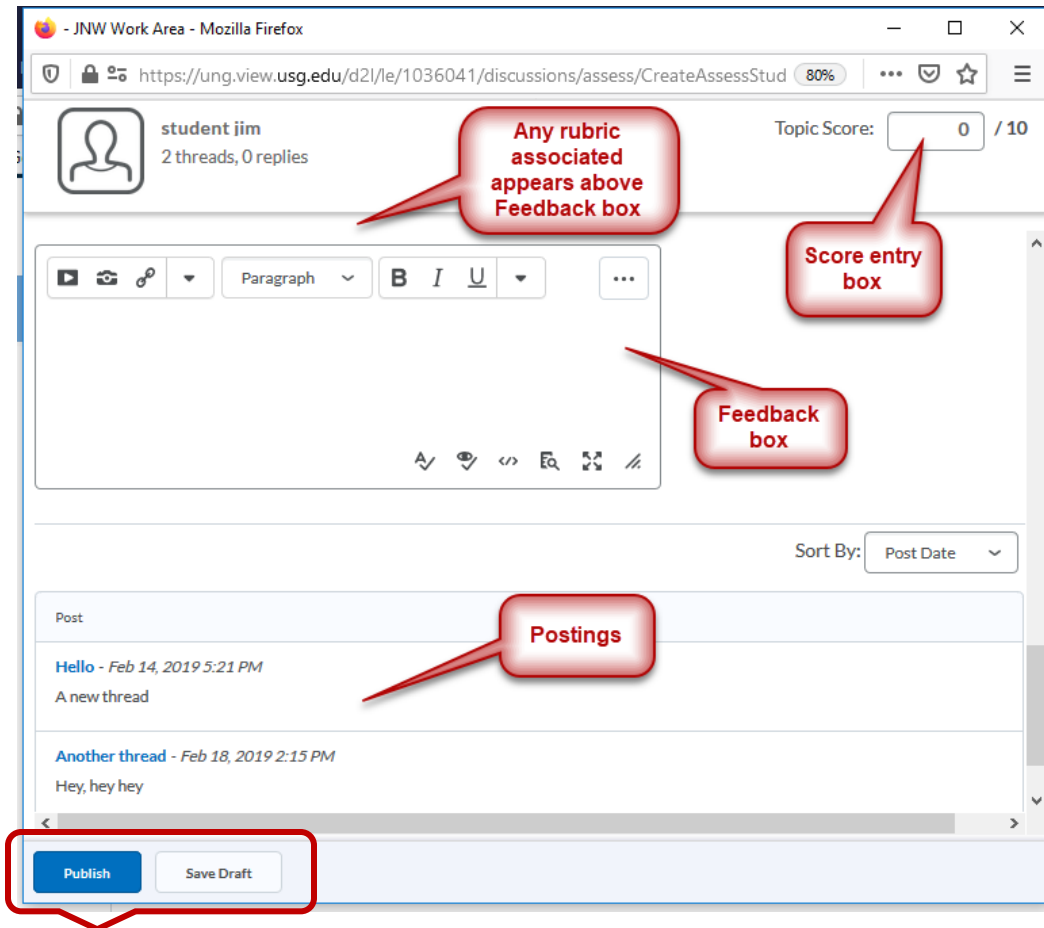 - JNW Work Area - Mozilla Firefox
https://ung.view.usg.edu/d2l/le/1036041/discussions/assess/CreateAssessStud 80%
student jim
2 threads, 0 replies
Any rubric
associated
appears above
Feedback box
Topic Score: 0 / 10
Score entry
box
Paragraph B I U
Feedback
box
Sort By: Post Date
Post
Postings
Hello - Feb 14, 2019 5:21 PM
A new thread
Another thread - Feb 18, 2019 2:15 PM
Hey, hey hey
Publish Save Draft